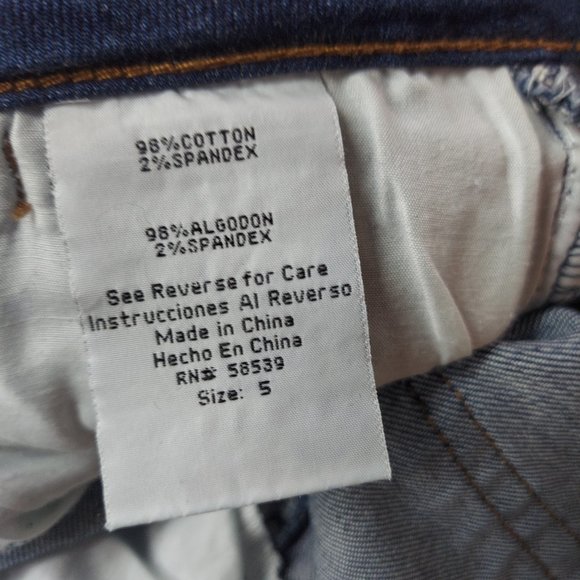 98%COTTON
2%SPANDEX
98%ALGODON
2%SPANDEX
See Reverse for Care
Instrucciones Al Reverso
Made in China
Hecho En China
RN# 58539
Size: 5